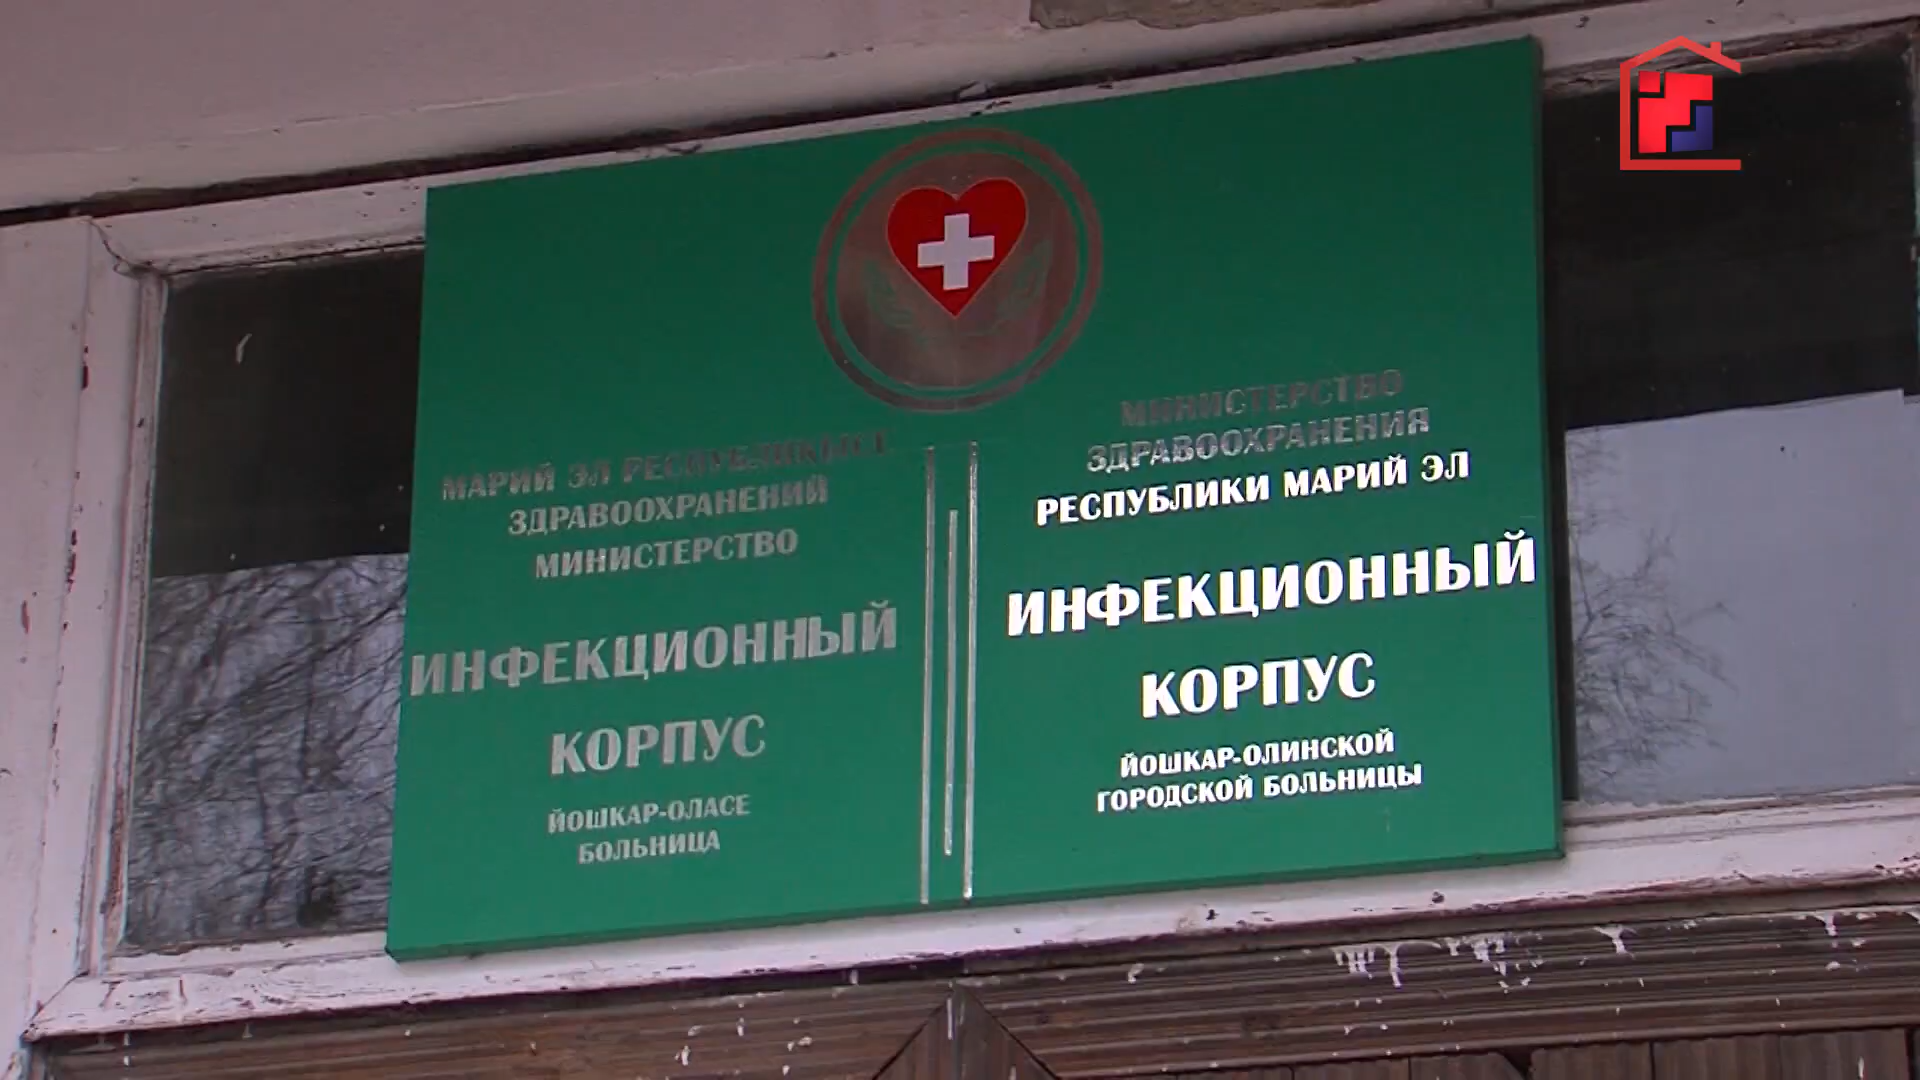 МАРИЙ ЭЛ РЕСПУБЛИКЫСЕ
ЗДРАВООХРАНЕНИЙ
МИНИСТЕРСТВО
ИНФЕКЦИОННЫЙ
КОРПУС
ЙОШКАР-ОЛАСЕ
БОЛЬНИЦА
МИНИСТЕРСТВО
ЗДРАВООХРАНЕНИЯ
РЕСПУБЛИКИ МАРИЙ ЭЛ
ИНФЕКЦИОННЫЙ
КОРПУС
ЙОШКАР-ОЛИНСКОЙ
ГОРОДСКОЙ БОЛЬНИЦЫ